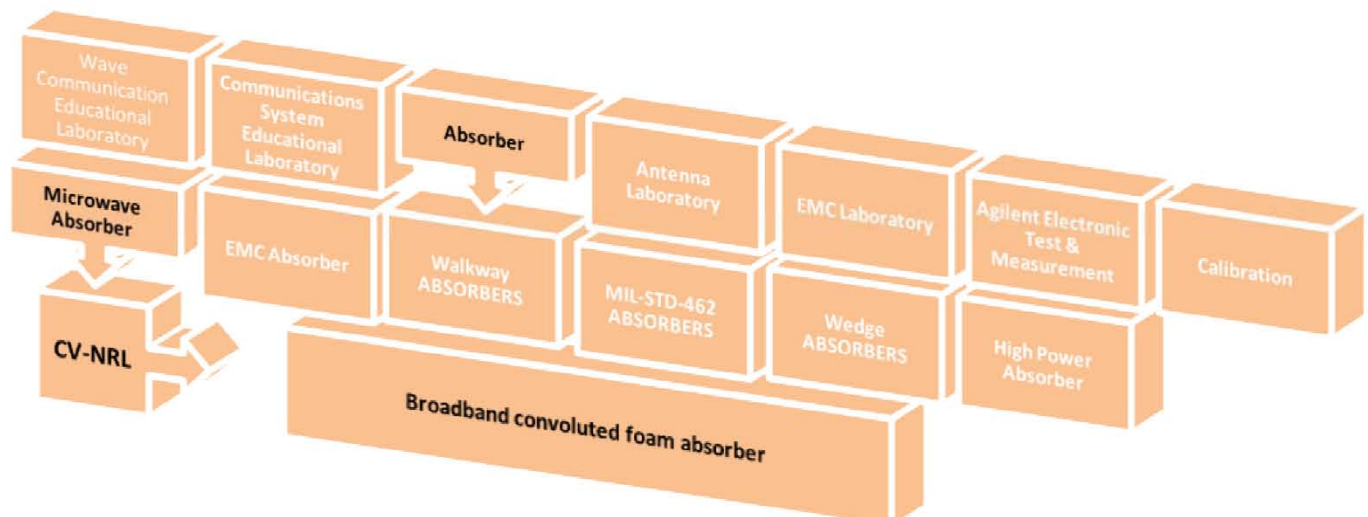 Wave
Communication
Educational
Laboratory
Communications
System
Educational
Laboratory
Absorber
Antenna
Laboratory
EMC Laboratory
Agilent Electronic
Test &
Measurement
Calibration
Microwave
Absorber
EMC Absorber
Walkway
ABSORBERS
MIL-STD-462
ABSORBERS
Wedge
ABSORBERS
High Power
Absorber
CV-NRL
Broadband convoluted foam absorber